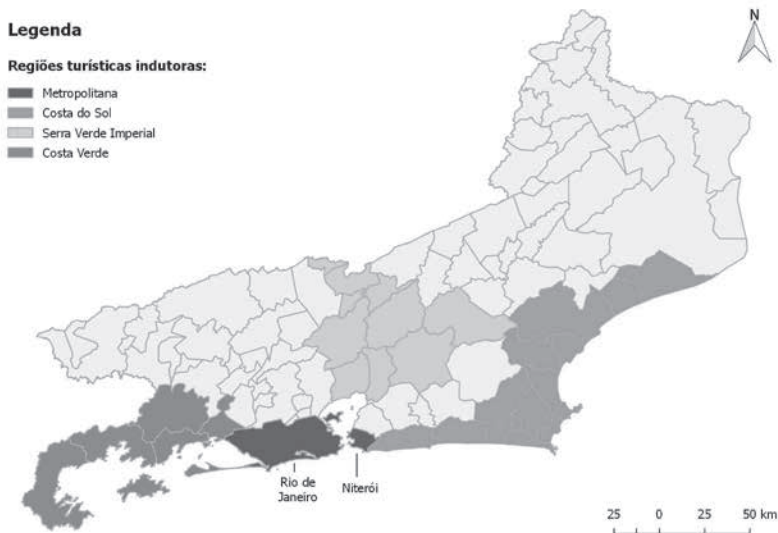 Legenda
Regiões turísticas indutoras:
Metropolitana
Costa do Sol
Serra Verde Imperial
Costa Verde
N
Rio de
Janeiro
Niterói
25 0 25 50 km